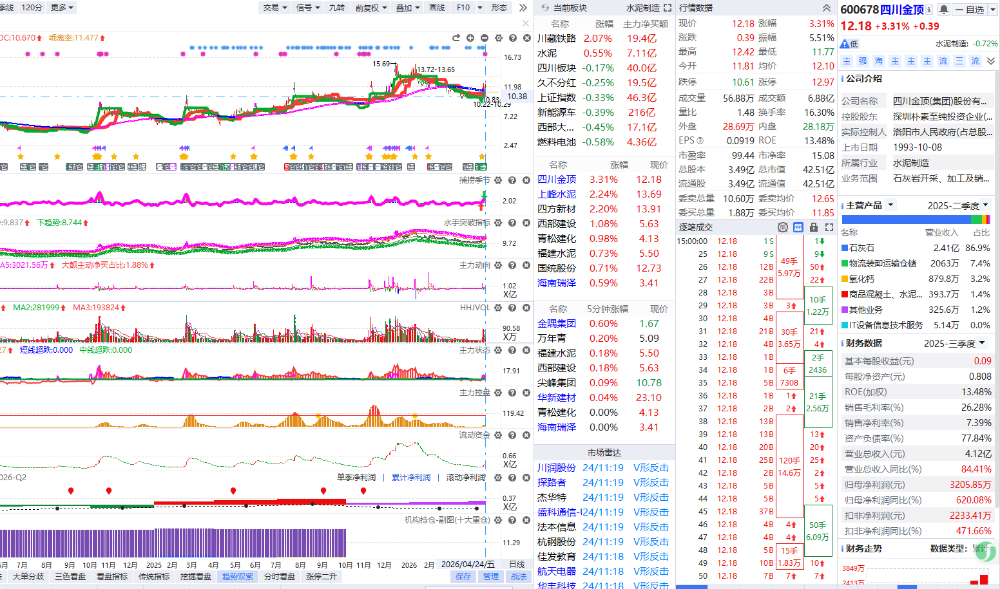 季线 120分 更多 交易 信号 九转 前复权 叠加 画线 F10 形态
DC:10.670 乖离率:11.477
16.73
15.69
13.72-13.65
11.98
10.38
10.83
10.22-10.29
7.22
2.47
捕捞季节
2.02
:9.837 下趋势:8.744 水手突破指标
9.72
A5:3021.56万 大额主动净买占比:1.88% 主力动向
1.02
X亿
MA2:281999 MA3:193824 HHJVOL
90.58
X万
27 短线超跌:0.000 中线超跌:0.000 主力状态
17.91
主力控盘
119.42
流动资金
0.66
X亿
026-Q2 单季净利润 | 累计净利润 | 滚动净利润
0.37
X亿
机构持仓-副图(十大重仓)
11.29
7月 8月 9月 10月 11月 12月 2025 2月 3月 4月 5月 6月 7月 8月 9月 10月 11月 12月 2026 2月 2026/04/24/五 日线
大单分歧 三色看盘 看盘指标 传统指标 挖掘看盘 趋势双紫 分时看盘 涨停二升 保存 管理 战法
当前板块 水泥制造
名称 涨幅 主力净买额
川藏铁路 2.07% 19.4亿
水泥 0.55% 7.11亿
四川板块 -0.17% 40.0亿
久不分红 -0.25% 19.5亿
上证指数 -0.33% 46.3亿
新能源车 -0.39% 216亿
西部大... -0.45% 17.1亿
燃料电池 -0.58% 4.36亿
名称 涨幅 现价
四川金顶 3.31% 12.18
上峰水泥 2.24% 13.69
四方新材 2.20% 13.91
西部建设 1.08% 5.63
青松建化 0.98% 4.13
福建水泥 0.73% 5.50
国统股份 0.71% 12.73
海南瑞泽 0.59% 3.41
名称 5分钟涨幅 现价
金隅集团 0.60% 1.67
万年青 0.20% 5.09
福建水泥 0.18% 5.50
西部建设 0.18% 5.63
尖峰集团 0.09% 10.78
华新建材 0.04% 23.10
青松建化 0.00% 4.13
海南瑞泽 0.00% 3.41
市场雷达
川润股份 24/11:19 V形反击
探路者 24/11:19 V形反击
杰华特 24/11:19 V形反击
盛科通信-U 24/11:19 V形反击
法本信息 24/11:19 V形反击
杭钢股份 24/11:19 V形反击
佳发教育 24/11:18 V形反击
航天电器 24/11:18 V形反击
华丰科技 24/11:18 V形反击
行情数据
现价 12.18 涨幅 3.31%
涨跌 0.39 振幅 5.51%
最高 12.42 最低 11.77
今开 11.81 均价 12.10
跌停 10.61 涨停 12.97
成交量 56.88万 成交额 6.88亿
量比 1.48 换手率 16.30%
外盘 28.69万 内盘 28.18万
EPS③ 0.0919 ROE 13.48%
市盈率 99.44 市净率 15.08
总股本 3.49亿 总市值 42.51亿
流通股 3.49亿 流通值 42.51亿
委卖总量 10.60万 委卖均价 12.65
委买总量 1.88万 委买均价 11.85
逐笔成交 单 量
15:00:00 12.18 1 S 1
25 12.18 9 S 9
26 12.18 12 B 49手 50
27 12.18 22 B 5.97万 22
28 12.18 3 B 10手
29 12.18 3 B 3 1.22万
30 12.18 4 B
31 12.18 21 B 30手 21
32 12.18 4 B 3.65万 4
33 12.18 1 B 2手
34 12.18 1 B 6手 2436
35 12.18 5 B 7308
36 12.18 1 B 1 21手
37 12.18 2 B 2 2.56万
38 12.18 13 B
39 12.18 13 B 13
40 12.18 20 B 20
41 12.18 25 B 120手 25
42 12.18 2 B 14.6万 2
43 12.18 5 B 5
44 12.18 5 B 5
45 12.18 37 B
46 12.18 4 B 4 50手
47 12.18 4 B 4 6.09万
48 12.18 5 B 15手
49 12.18 10 B 1.83万 10
50 12.18 7 B 7 7
600678 四川金顶 自选
12.18 +3.31% +0.39
低 水泥制造: -0.72%
主 强 海 主 主 主 流 三 流
公司介绍
公司名称 四川金顶(集团)股份有...
控股股东 深圳朴素至纯投资企业(...
实际控制人 洛阳市人民政府(占总股...
上市日期 1993-10-08
所属行业 水泥制造
业务范围 石灰岩开采、加工及销...
主营产品 2025-二季度
名称 营业收入 占比
石灰石 2.41亿 86.9%
物流装卸运输仓储 2063万 7.4%
氧化钙 879.8万 3.2%
商品混凝土、水泥... 393.7万 1.4%
其他业务 325.6万 1.2%
IT设备信息技术服务 5.14万 0.0%
财务数据 2025-三季度
基本每股收益(元) 0.09
每股净资产(元) 0.808
ROE(加权) 13.48%
销售毛利率(%) 26.28%
销售净利率(%) 7.39%
资产负债率(%) 77.84%
营业总收入(元) 4.12亿
营业总收入同比(%) 84.41%
归母净利润(元) 3205.85万
归母净利润同比(%) 620.08%
扣非净利润(元) 2233.41万
扣非净利润同比(%) 471.66%
财务走势 数据类型: 累计
3849万
2413万